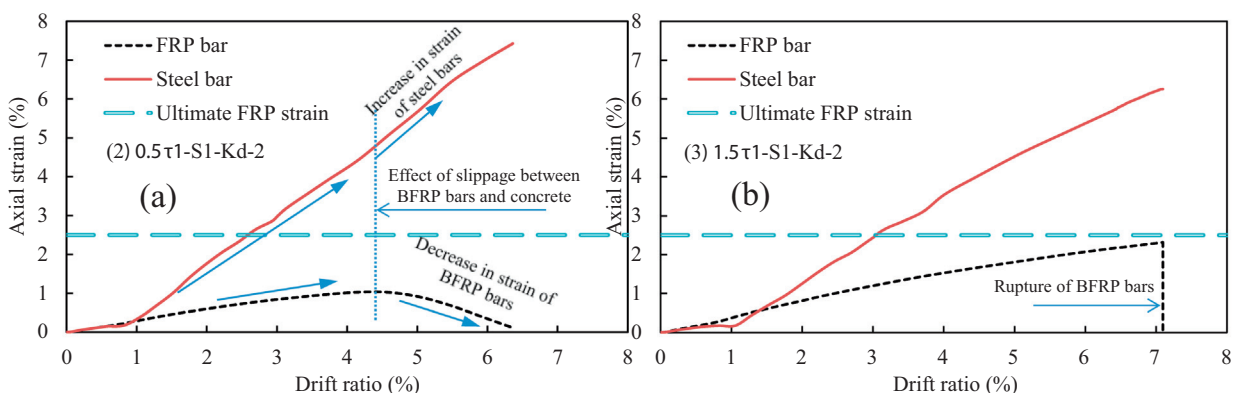 8
7
6
5
4
3
2
1
0
Axial strain (%)
FRP bar
Steel bar
Ultimate FRP strain
(2) 0.5τ1-S1-Kd-2
(a)
Increase in strain
of steel bars
Effect of slippage between
BFRP bars and concrete
Decrease in strain of
BFRP bars
0 1 2 3 4 5 6 7 8
Drift ratio (%)
8
7
6
5
4
3
2
1
0
Axial strain (%)
FRP bar
Steel bar
Ultimate FRP strain
(3) 1.5τ1-S1-Kd-2
(b)
Rupture of BFRP bars
0 1 2 3 4 5 6 7 8
Drift ratio (%)